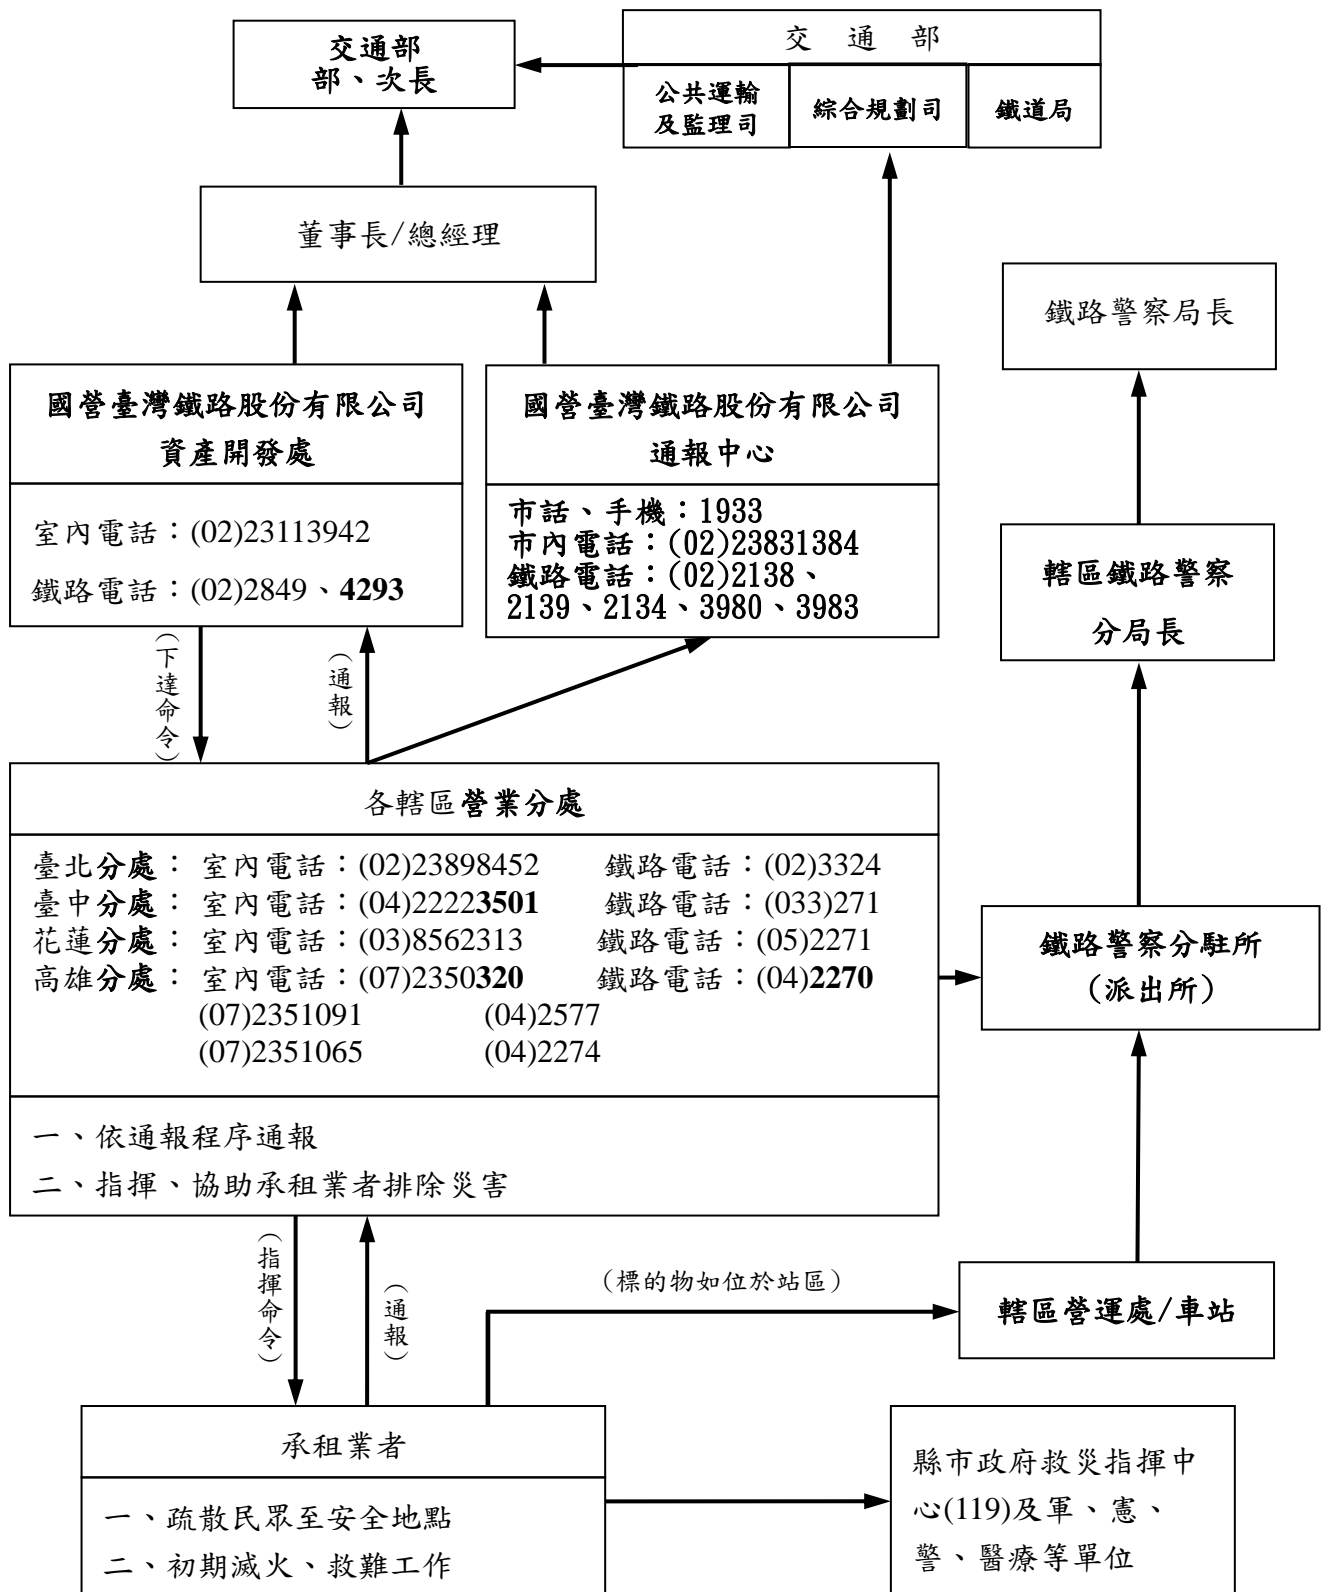 交通部
部、次長
交通部
公共運輸
及監理司
綜合規劃司
鐵道局
董事長/總經理
鐵路警察局長
國營臺灣鐵路股份有限公司
資產開發處
室內電話：(02)23113942
鐵路電話：(02)2849、4293
國營臺灣鐵路股份有限公司
通報中心
市話、手機：1933
市內電話：(02)23831384
鐵路電話：(02)2138、
2139、2134、3980、3983
轄區鐵路警察
分局長
(下達命令)
(通報)
各轄區營業分處
臺北分處： 室內電話：(02)23898452 鐵路電話：(02)3324
臺中分處： 室內電話：(04)22223501 鐵路電話：(033)271
花蓮分處： 室內電話：(03)8562313 鐵路電話：(05)2271
高雄分處： 室內電話：(07)2350320 鐵路電話：(04)2270
(07)2351091 (04)2577
(07)2351065 (04)2274
一、依通報程序通報
二、指揮、協助承租業者排除災害
鐵路警察分駐所
(派出所)
(指揮命令)
(通報)
(標的物如位於站區)
轄區營運處/車站
承租業者
一、疏散民眾至安全地點
二、初期滅火、救難工作
縣市政府救災指揮中
心(119)及軍、憲、
警、醫療等單位